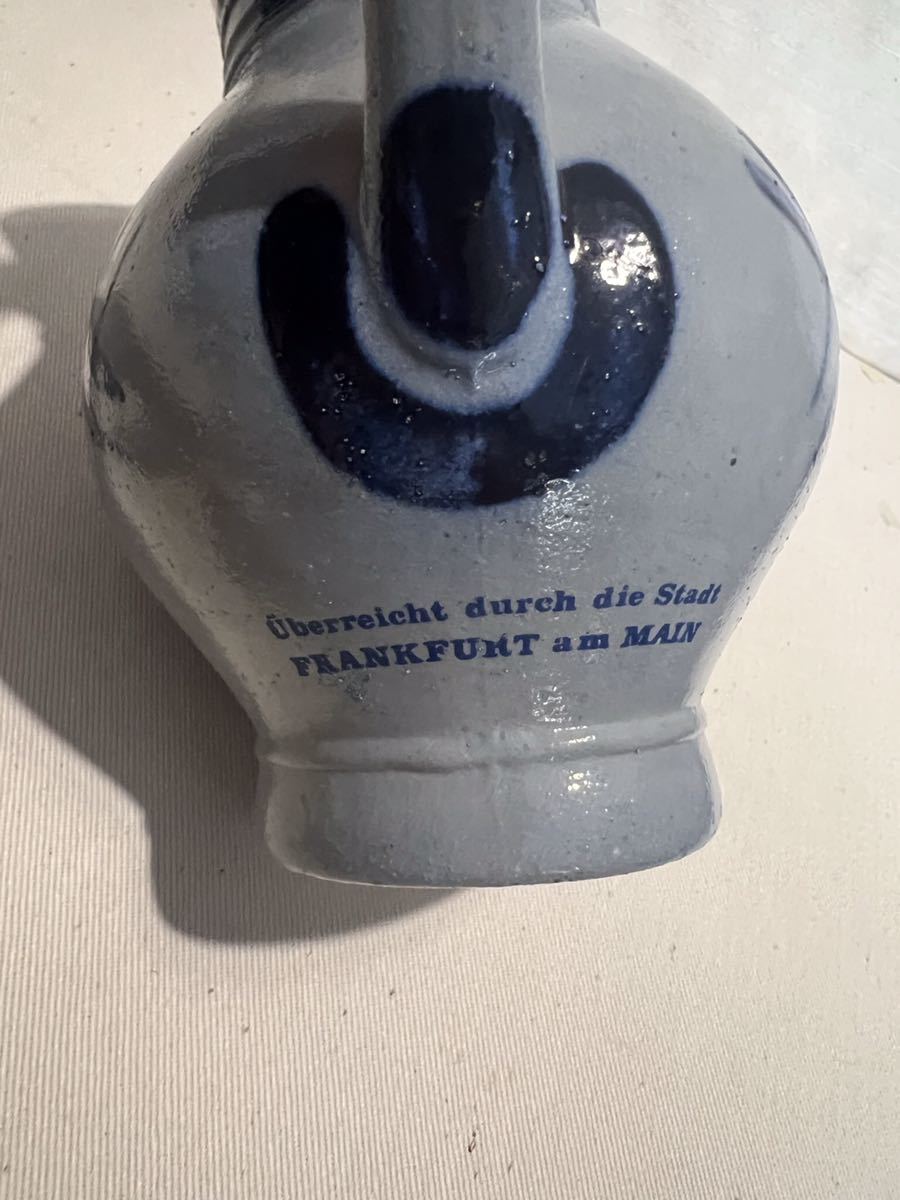 Überreicht durch die Stadt
FRANKFURT am MAIN